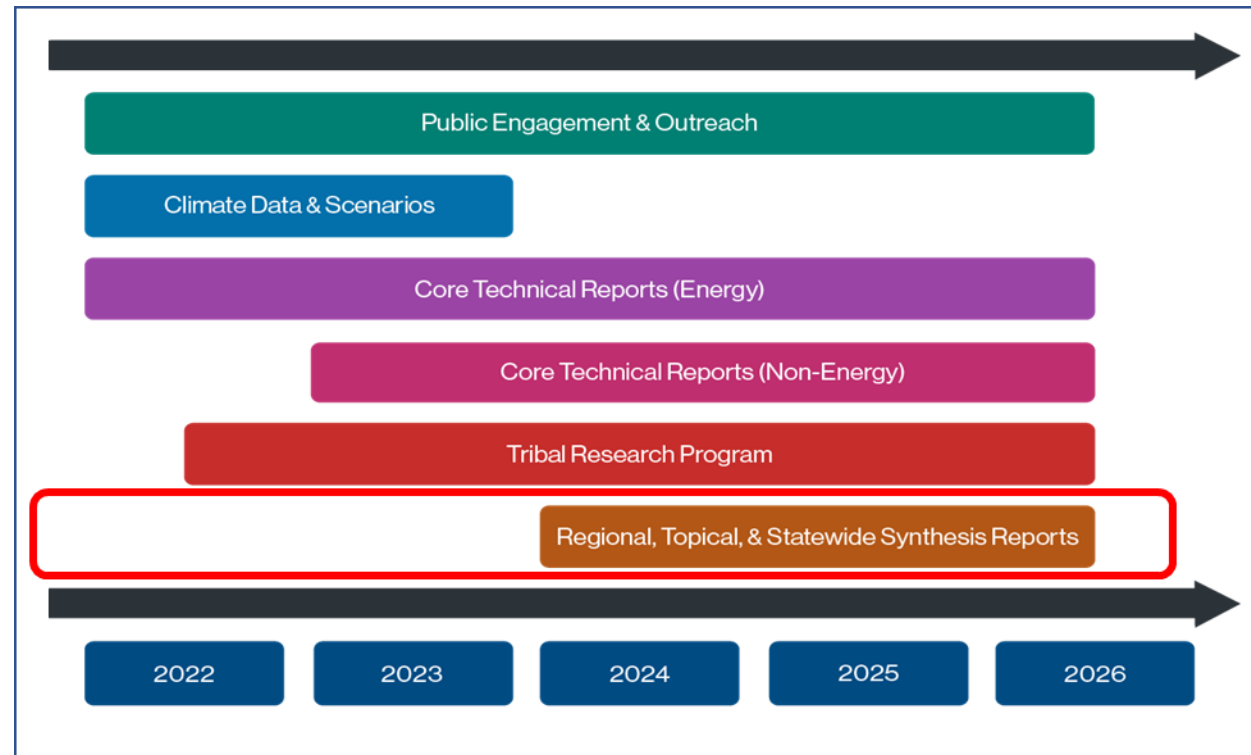 Public Engagement & Outreach
Climate Data & Scenarios
Core Technical Reports (Energy)
Core Technical Reports (Non-Energy)
Tribal Research Program
Regional, Topical, & Statewide Synthesis Reports
2022
2023
2024
2025
2026